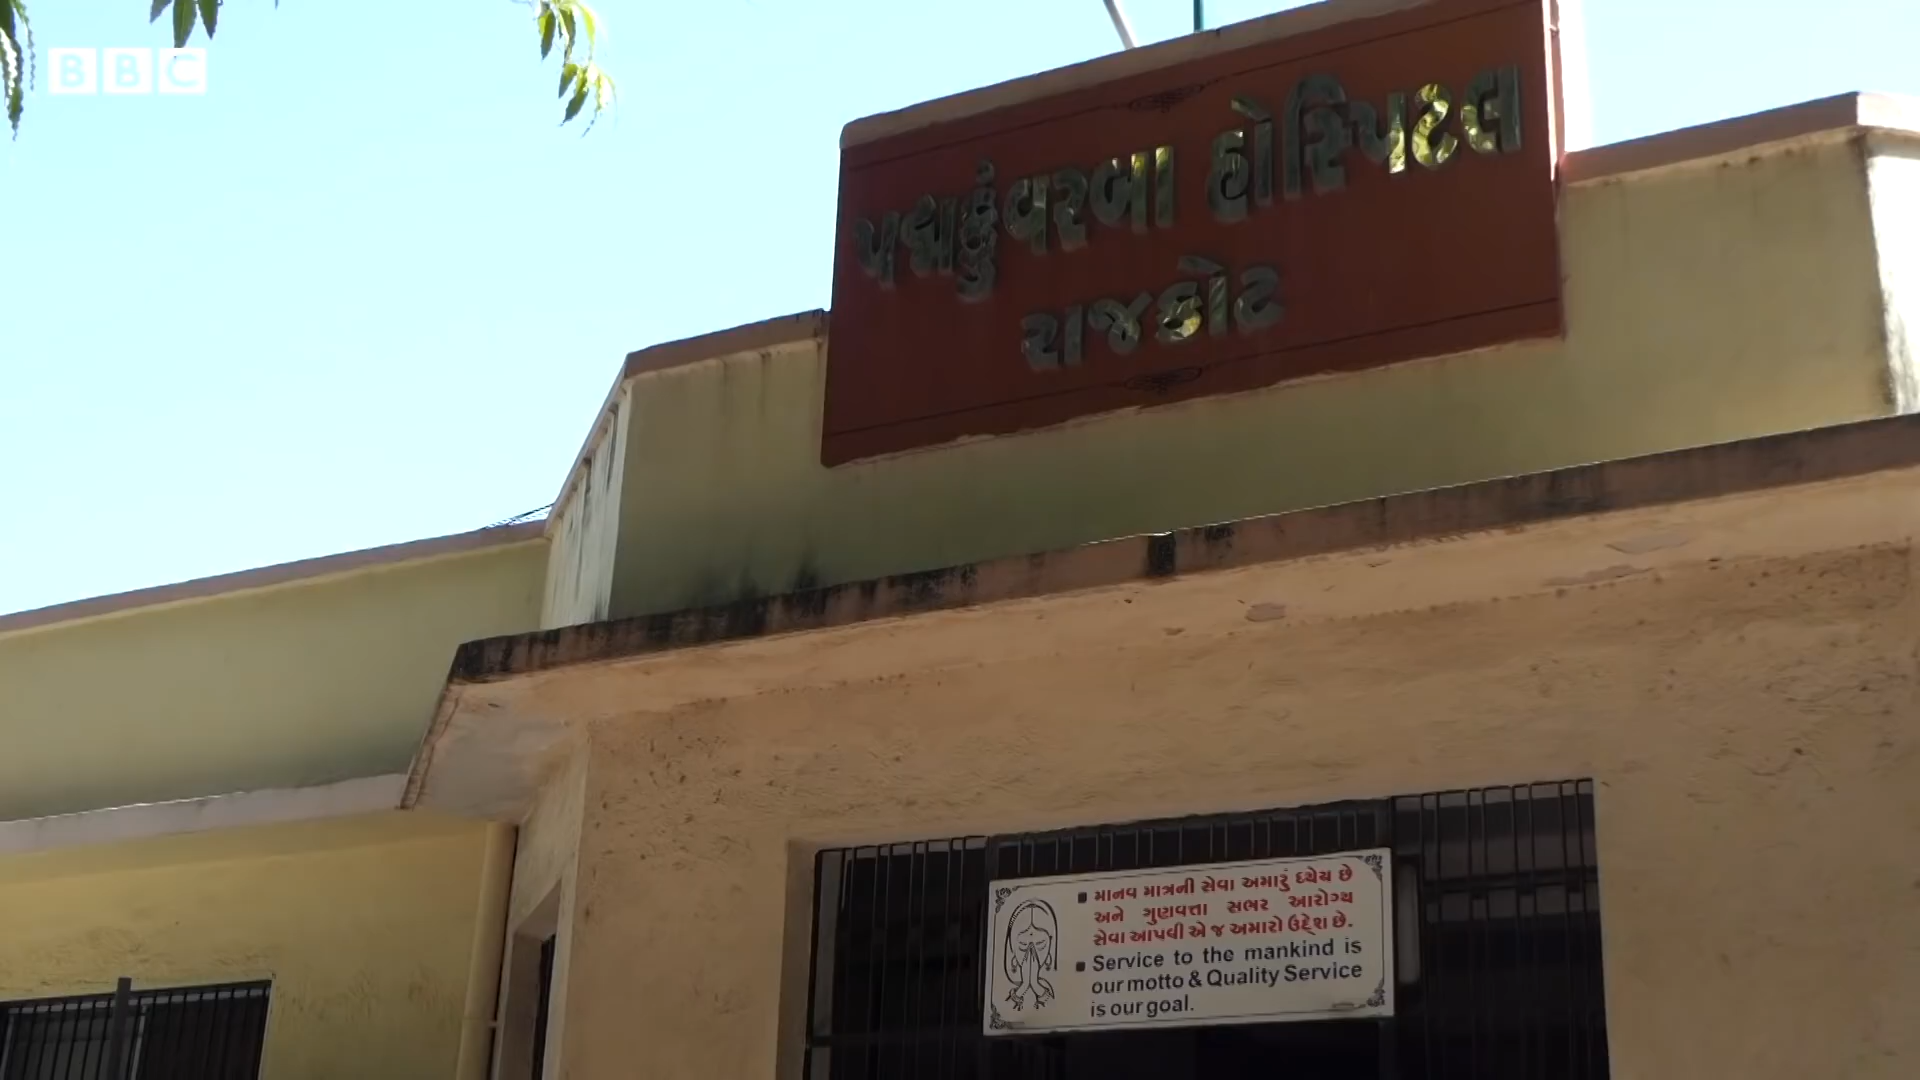 BBC
પદ્મકુંવરબા હોસ્પિટલ
રાજકોટ
માનવ માત્રની સેવા અમારું ધ્યેય છે
અને ગુણવત્તા સભર આરોગ્ય
સેવા આપવી એ જ અમારો ઉદ્દેશ છે.
Service to the mankind is
our motto & Quality Service
is our goal.